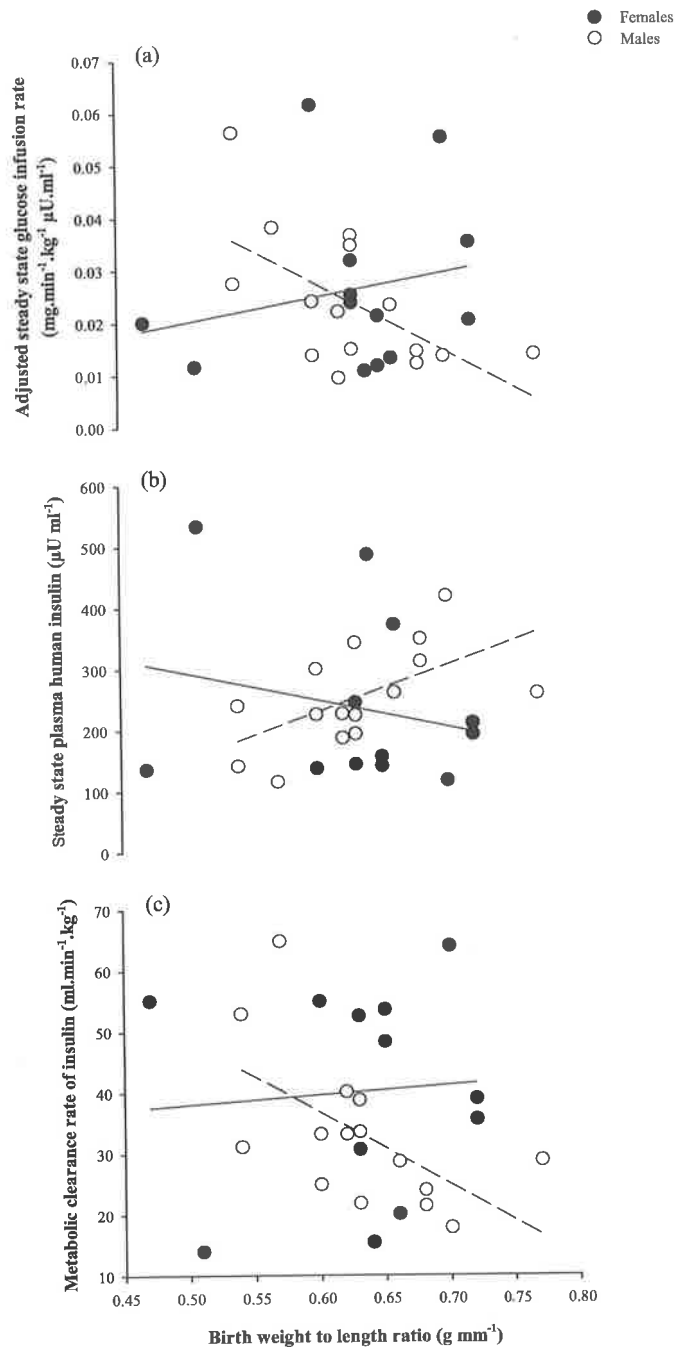 Females
Males
(a)
Adjusted steady state glucose infusion rate
(mg.min⁻¹.kg⁻¹ µU.ml⁻¹)
0.07
0.06
0.05
0.04
0.03
0.02
0.01
0.00
(b)
Steady state plasma human insulin (µU ml⁻¹)
600
500
400
300
200
100
0
(c)
Metabolic clearance rate of insulin (ml.min⁻¹.kg⁻¹)
70
60
50
40
30
20
10
0.45 0.50 0.55 0.60 0.65 0.70 0.75 0.80
Birth weight to length ratio (g mm⁻¹)